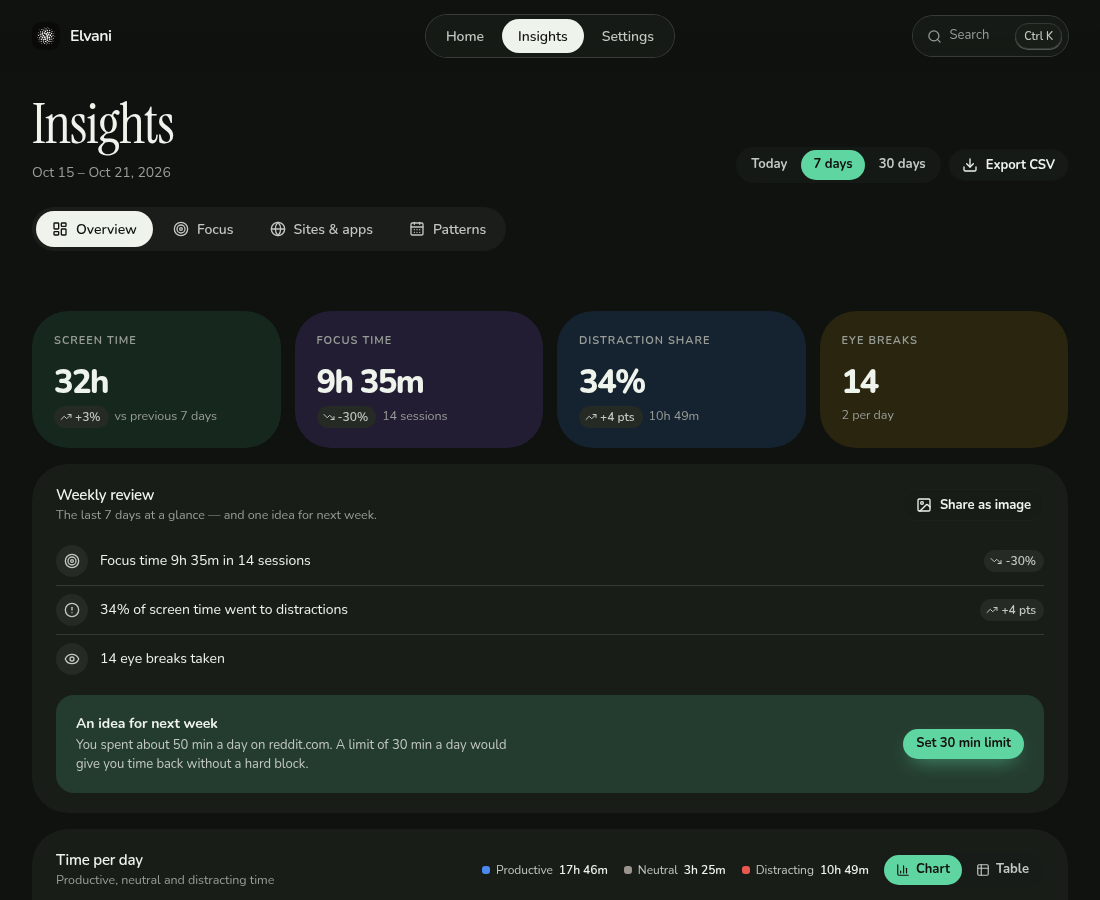 Elvani
Home
Insights
Settings
Search
Ctrl K
Insights
Oct 15 – Oct 21, 2026
Today
7 days
30 days
Export CSV
Overview
Focus
Sites & apps
Patterns
SCREEN TIME
32h
+3%
vs previous 7 days
FOCUS TIME
9h 35m
-30%
14 sessions
DISTRACTION SHARE
34%
+4 pts
10h 49m
EYE BREAKS
14
2 per day
Weekly review
The last 7 days at a glance — and one idea for next week.
Share as image
Focus time 9h 35m in 14 sessions
-30%
34% of screen time went to distractions
+4 pts
14 eye breaks taken
An idea for next week
You spent about 50 min a day on reddit.com. A limit of 30 min a day would
give you time back without a hard block.
Set 30 min limit
Time per day
Productive, neutral and distracting time
Productive 17h 46m
Neutral 3h 25m
Distracting 10h 49m
Chart
Table